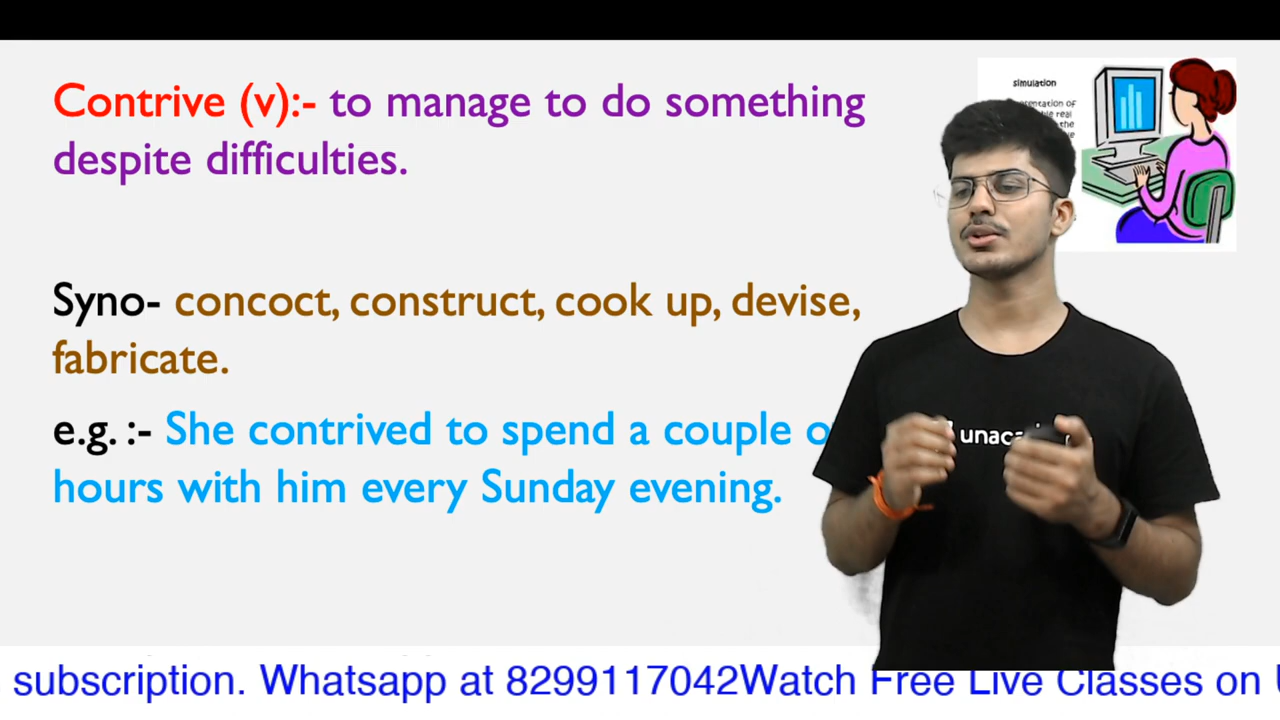 Contrive (v):- to manage to do something
despite difficulties.
simulation
Syno- concoct, construct, cook up, devise,
fabricate.
e.g. :- She contrived to spend a couple
hours with him every Sunday evening.
subscription. Whatsapp at 8299117042Watch Free Live Classes on